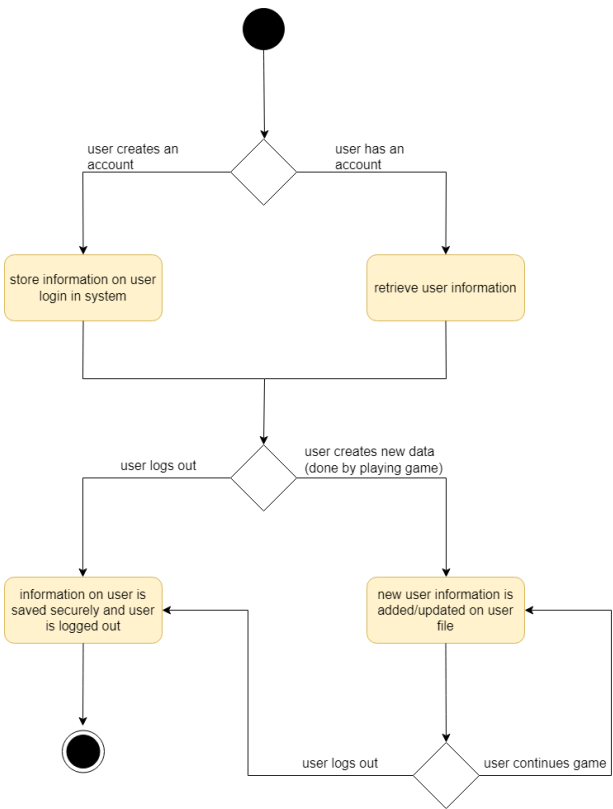 user creates an
account
user has an
account
store information on user
login in system
retrieve user information
user logs out
user creates new data
(done by playing game)
information on user is
saved securely and user
is logged out
new user information is
added/updated on user
file
user logs out
user continues game